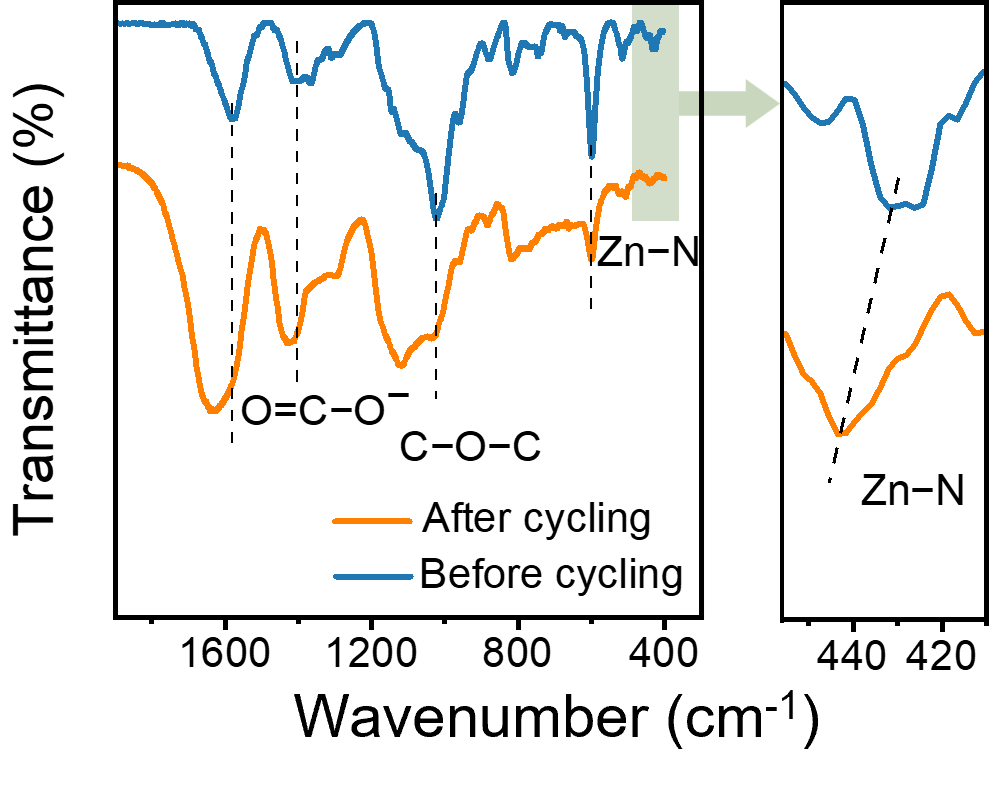 Transmittance (%)
Zn−N
O=C−O⁻
C−O−C
Zn−N
After cycling
Before cycling
1600 1200 800 400 440 420
Wavenumber (cm⁻¹)